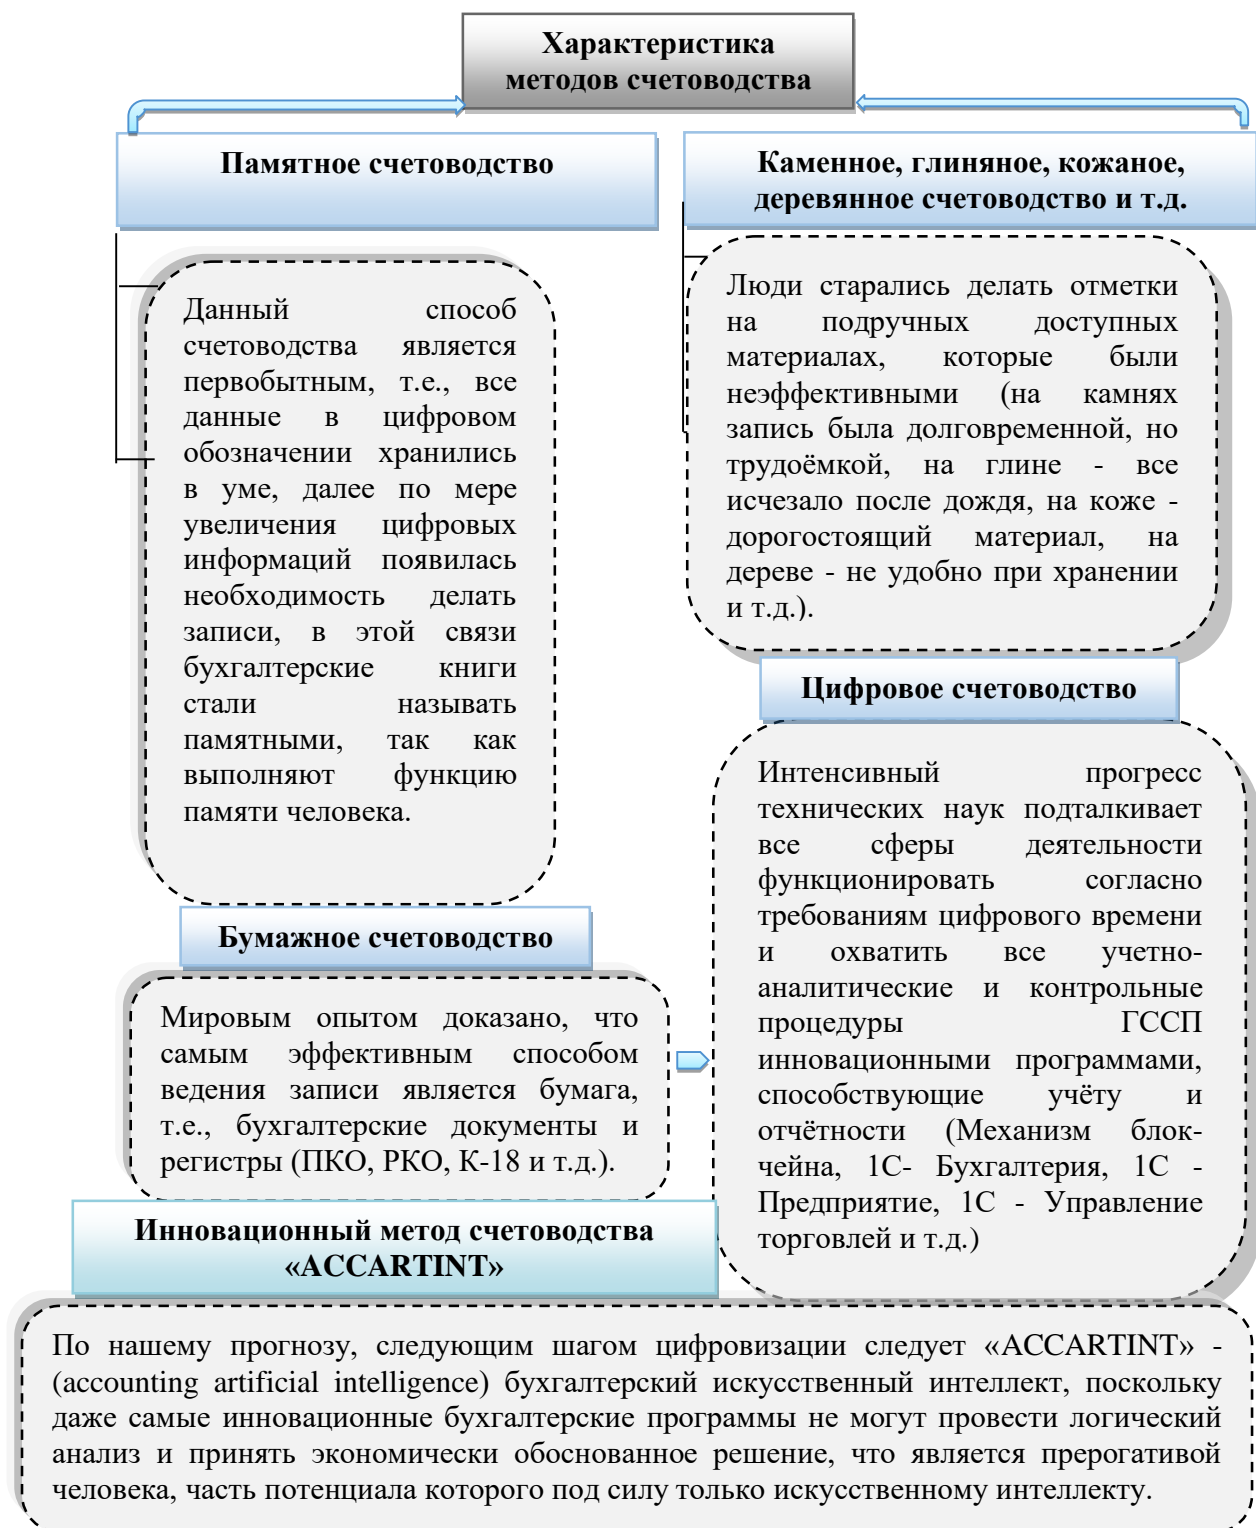 Характеристика
методов счетоводства
Памятное счетоводство
Данный способ
счетоводства является
первобытным, т.е., все
данные в цифровом
обозначении хранились
в уме, далее по мере
увеличения цифровых
информаций появилась
необходимость делать
записи, в этой связи
бухгалтерские книги
стали называть
памятными, так как
выполняют функцию
памяти человека.
Каменное, глиняное, кожаное,
деревянное счетоводство и т.д.
Люди старались делать отметки
на подручных доступных
материалах, которые были
неэффективными (на камнях
запись была долговременной, но
трудоёмкой, на глине - все
исчезало после дождя, на коже -
дорогостоящий материал, на
дереве - не удобно при хранении
и т.д.).
Бумажное счетоводство
Мировым опытом доказано, что
самым эффективным способом
ведения записи является бумага,
т.е., бухгалтерские документы и
регистры (ПКО, РКО, К-18 и т.д.).
Цифровое счетоводство
Интенсивный прогресс
технических наук подталкивает
все сферы деятельности
функционировать согласно
требованиям цифрового времени
и охватить все учетно-
аналитические и контрольные
процедуры ГССП
инновационными программами,
способствующие учёту и
отчётности (Механизм блок-
чейна, 1С- Бухгалтерия, 1С -
Предприятие, 1С - Управление
торговлей и т.д.)
Инновационный метод счетоводства
«ACCARTINT»
По нашему прогнозу, следующим шагом цифровизации следует «ACCARTINT» -
(accounting artificial intelligence) бухгалтерский искусственный интеллект, поскольку
даже самые инновационные бухгалтерские программы не могут провести логический
анализ и принять экономически обоснованное решение, что является прерогативой
человека, часть потенциала которого под силу только искусственному интеллекту.